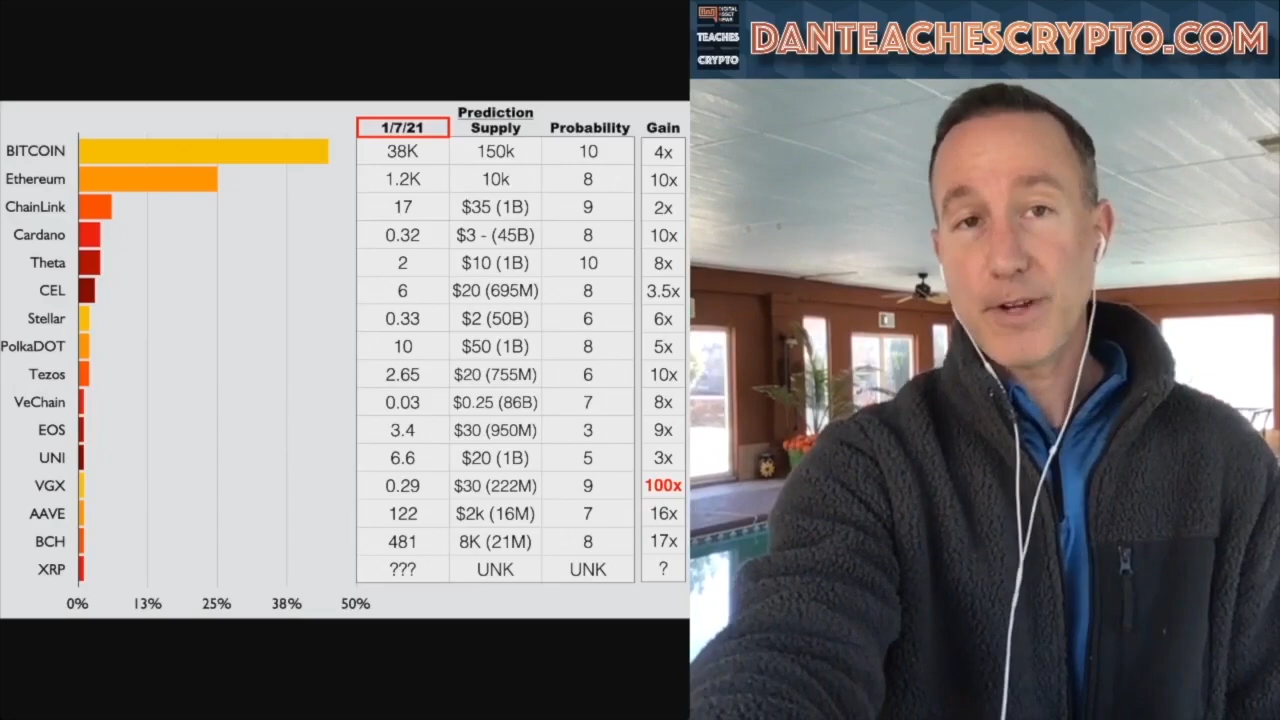 DIGITAL
ASSET
NEWS
TEACHES
CRYPTO
DANTEACHESCRYPTO.COM
Prediction
1/7/21 Supply Probability Gain
BITCOIN 38K 150k 10 4x
Ethereum 1.2K 10k 8 10x
ChainLink 17 $35 (1B) 9 2x
Cardano 0.32 $3 - (45B) 8 10x
Theta 2 $10 (1B) 10 8x
CEL 6 $20 (695M) 8 3.5x
Stellar 0.33 $2 (50B) 6 6x
PolkaDOT 10 $50 (1B) 8 5x
Tezos 2.65 $20 (755M) 6 10x
VeChain 0.03 $0.25 (86B) 7 8x
EOS 3.4 $30 (950M) 3 9x
UNI 6.6 $20 (1B) 5 3x
VGX 0.29 $30 (222M) 9 100x
AAVE 122 $2k (16M) 7 16x
BCH 481 8K (21M) 8 17x
XRP ??? UNK UNK ?
0% 13% 25% 38% 50%